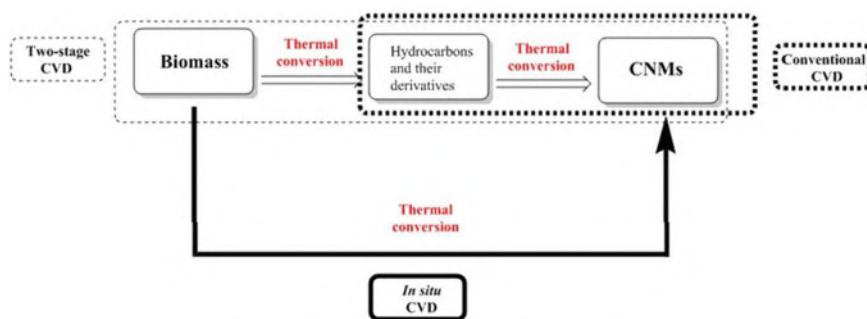 Two-stage
CVD
Biomass
Thermal
conversion
Hydrocarbons
and their
derivatives
Thermal
conversion
CNMs
Conventional
CVD
Thermal
conversion
In situ
CVD